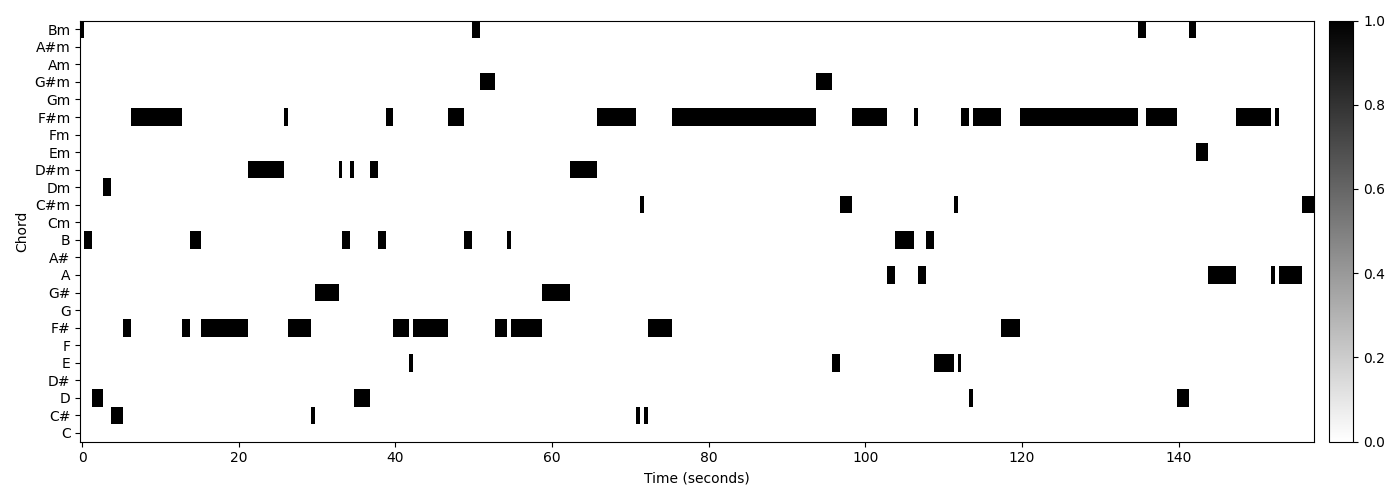 Bm
A#m
Am
G#m
Gm
F#m
Fm
Em
D#m
Dm
C#m
Cm
B
A#
A
G#
G
F#
F
E
D#
D
C#
C
Chord
0 20 40 60 80 100 120 140
Time (seconds)
1.0
0.8
0.6
0.4
0.2
0.0